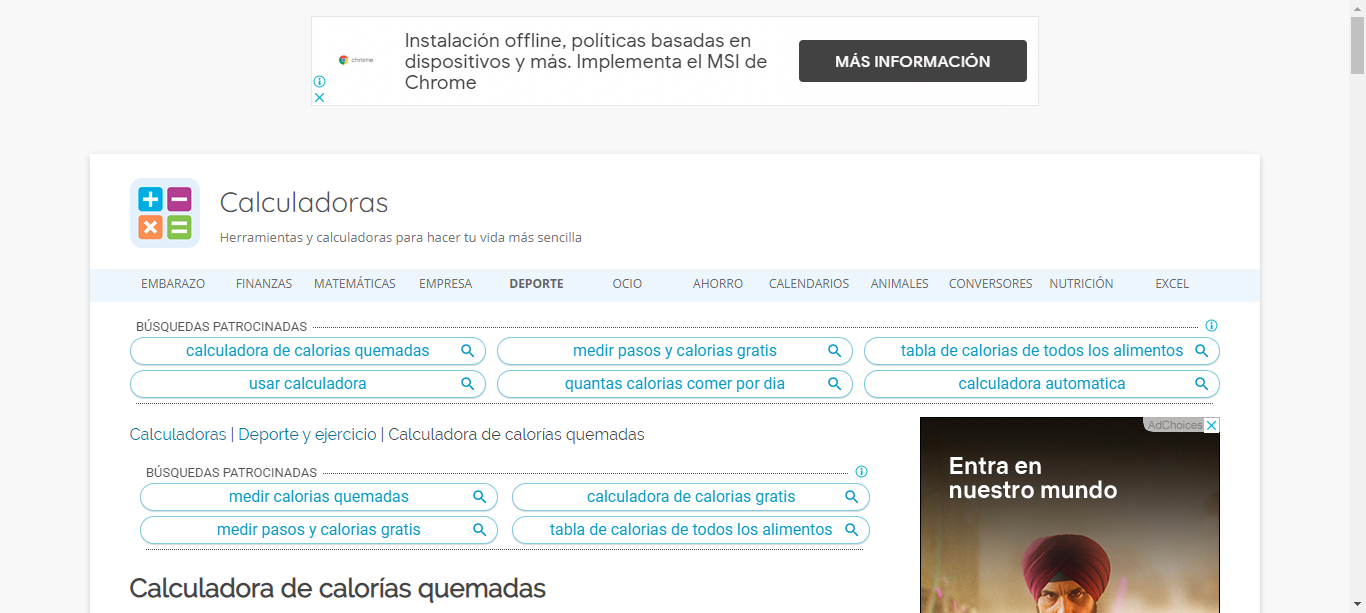 Instalación offline, políticas basadas en
dispositivos y más. Implementa el MSI de
Chrome
chrome
MÁS INFORMACIÓN
Calculadoras
Herramientas y calculadoras para hacer tu vida más sencilla
EMBARAZO FINANZAS MATEMÁTICAS EMPRESA DEPORTE OCIO AHORRO CALENDARIOS ANIMALES CONVERSORES NUTRICIÓN EXCEL
BÚSQUEDAS PATROCINADAS
calculadora de calorias quemadas medir pasos y calorias gratis tabla de calorias de todos los alimentos
usar calculadora quantas calorias comer por dia calculadora automatica
Calculadoras | Deporte y ejercicio | Calculadora de calorías quemadas
BÚSQUEDAS PATROCINADAS
medir calorias quemadas calculadora de calorias gratis
medir pasos y calorias gratis tabla de calorias de todos los alimentos
Calculadora de calorías quemadas
AdChoices
Entra en
nuestro mundo